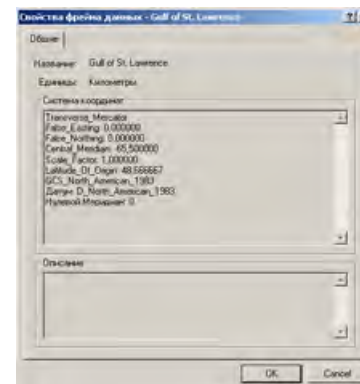 Свойства фрейма данных - Gulf of St. Lawrence
Общие
Название: Gulf of St. Lawrence
Единицы: Километры
Система координат
Transverse_Mercator
False_Easting: 0,000000
False_Northing: 0,000000
Central_Meridian: -65,500000
Scale_Factor: 1,000000
Latitude_Of_Origin: 48,666667
GCS_North_American_1983
Датум: D_North_American_1983
Нулевой Меридиан: 0
Описание
OK Cancel